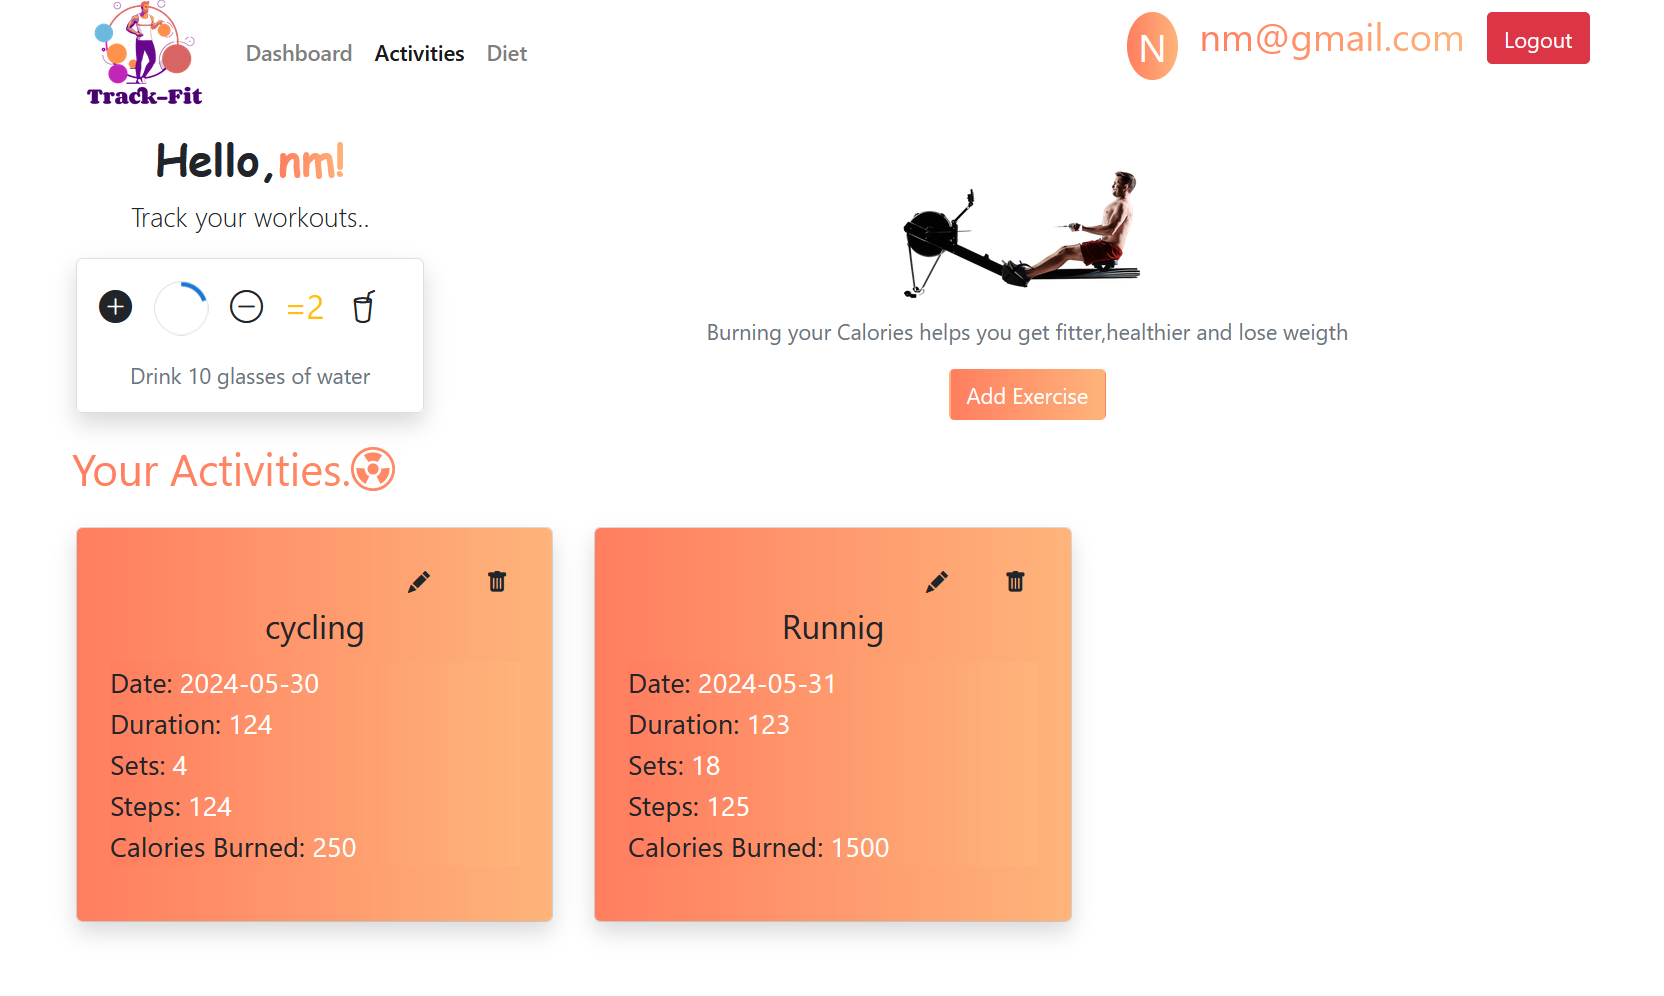 Track-Fit
Dashboard Activities Diet
N nm@gmail.com Logout
Hello,nm!
Track your workouts..
=2
Drink 10 glasses of water
Burning your Calories helps you get fitter,healthier and lose weigth
Add Exercise
Your Activities.
cycling
Date: 2024-05-30
Duration: 124
Sets: 4
Steps: 124
Calories Burned: 250
Runnig
Date: 2024-05-31
Duration: 123
Sets: 18
Steps: 125
Calories Burned: 1500